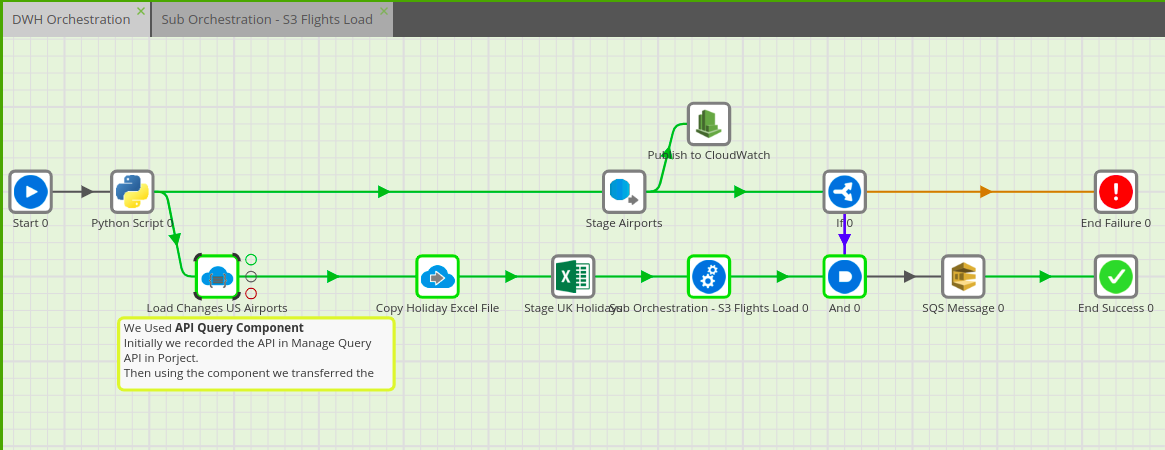 DWH Orchestration
Sub Orchestration - S3 Flights Load
Publish to CloudWatch
Start 0
Python Script 0
Stage Airports
If 0
End Failure 0
Load Changes US Airports
Copy Holiday Excel File
Stage UK Holidays
Sub Orchestration - S3 Flights Load 0
And 0
SQS Message 0
End Success 0
We Used API Query Component
Initially we recorded the API in Manage Query
API in Porject.
Then using the component we transferred the